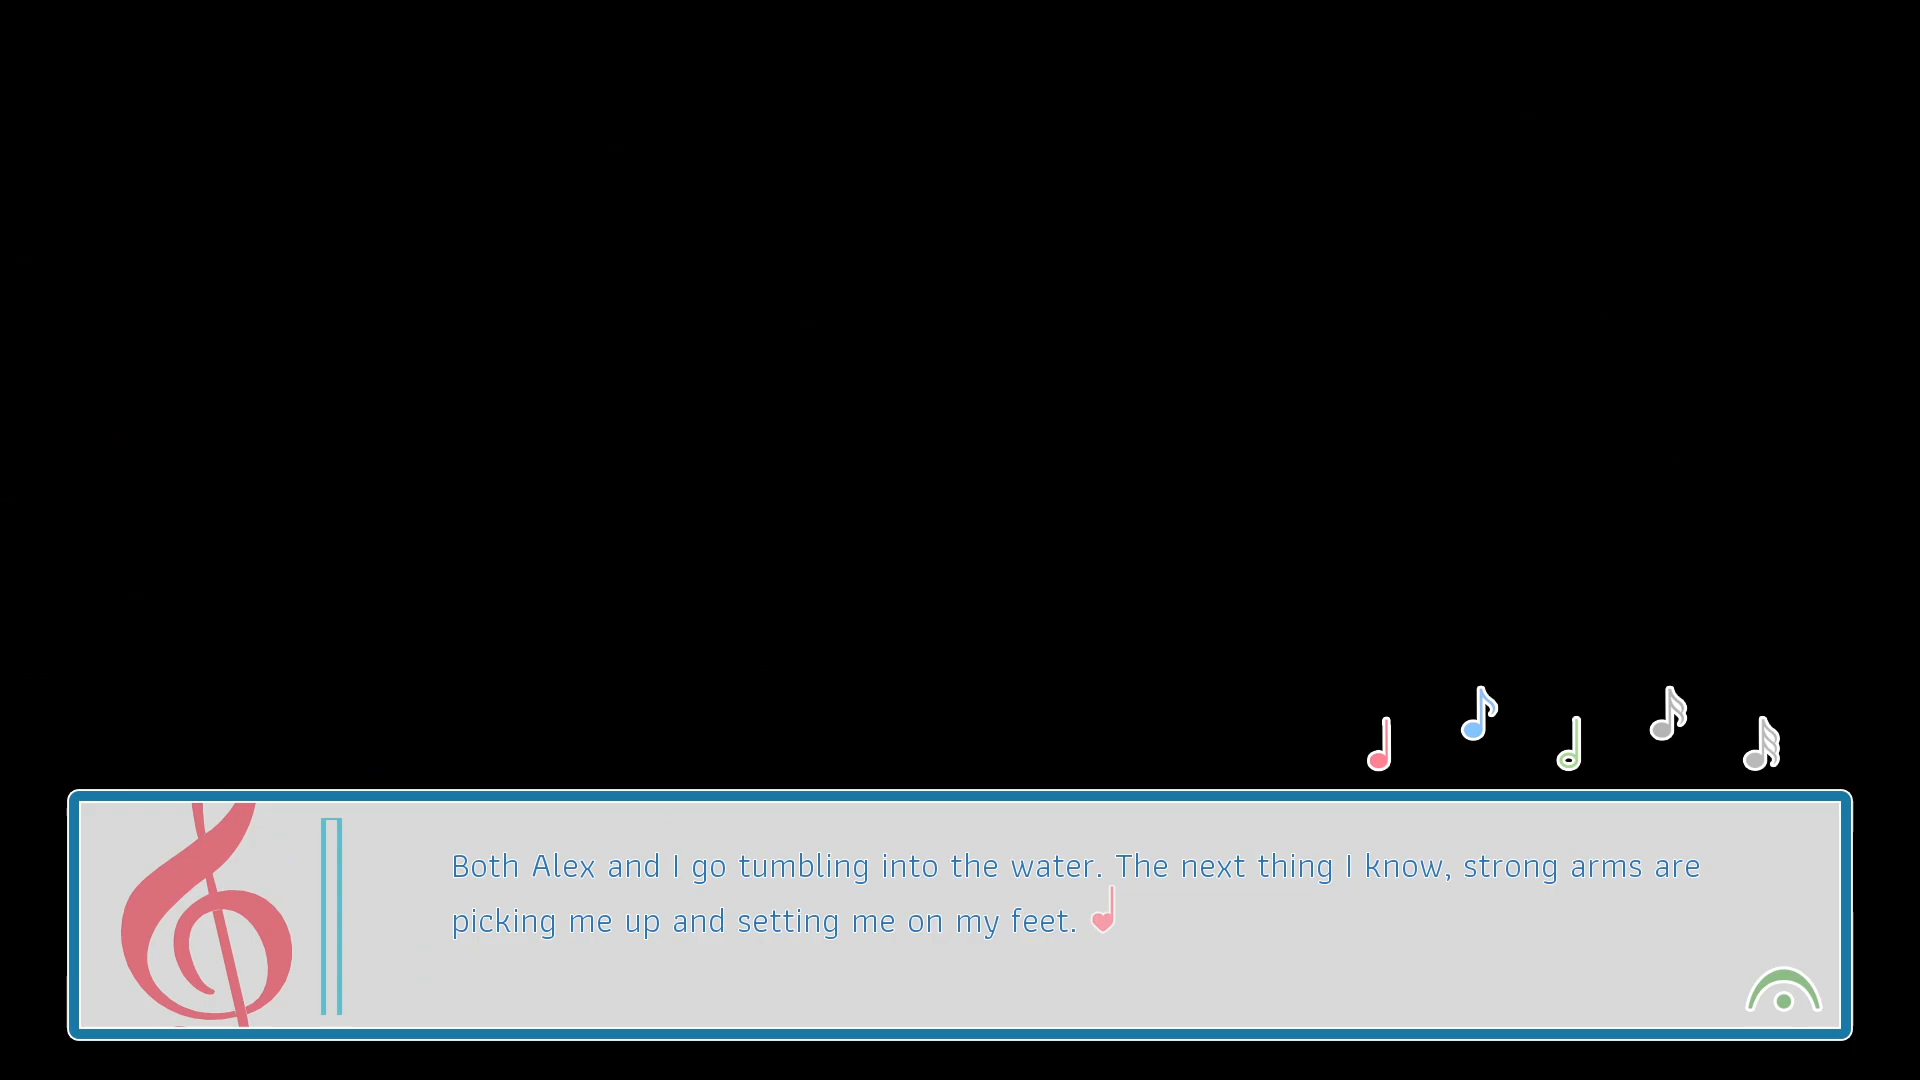 Both Alex and I go tumbling into the water. The next thing I know, strong arms are
picking me up and setting me on my feet.